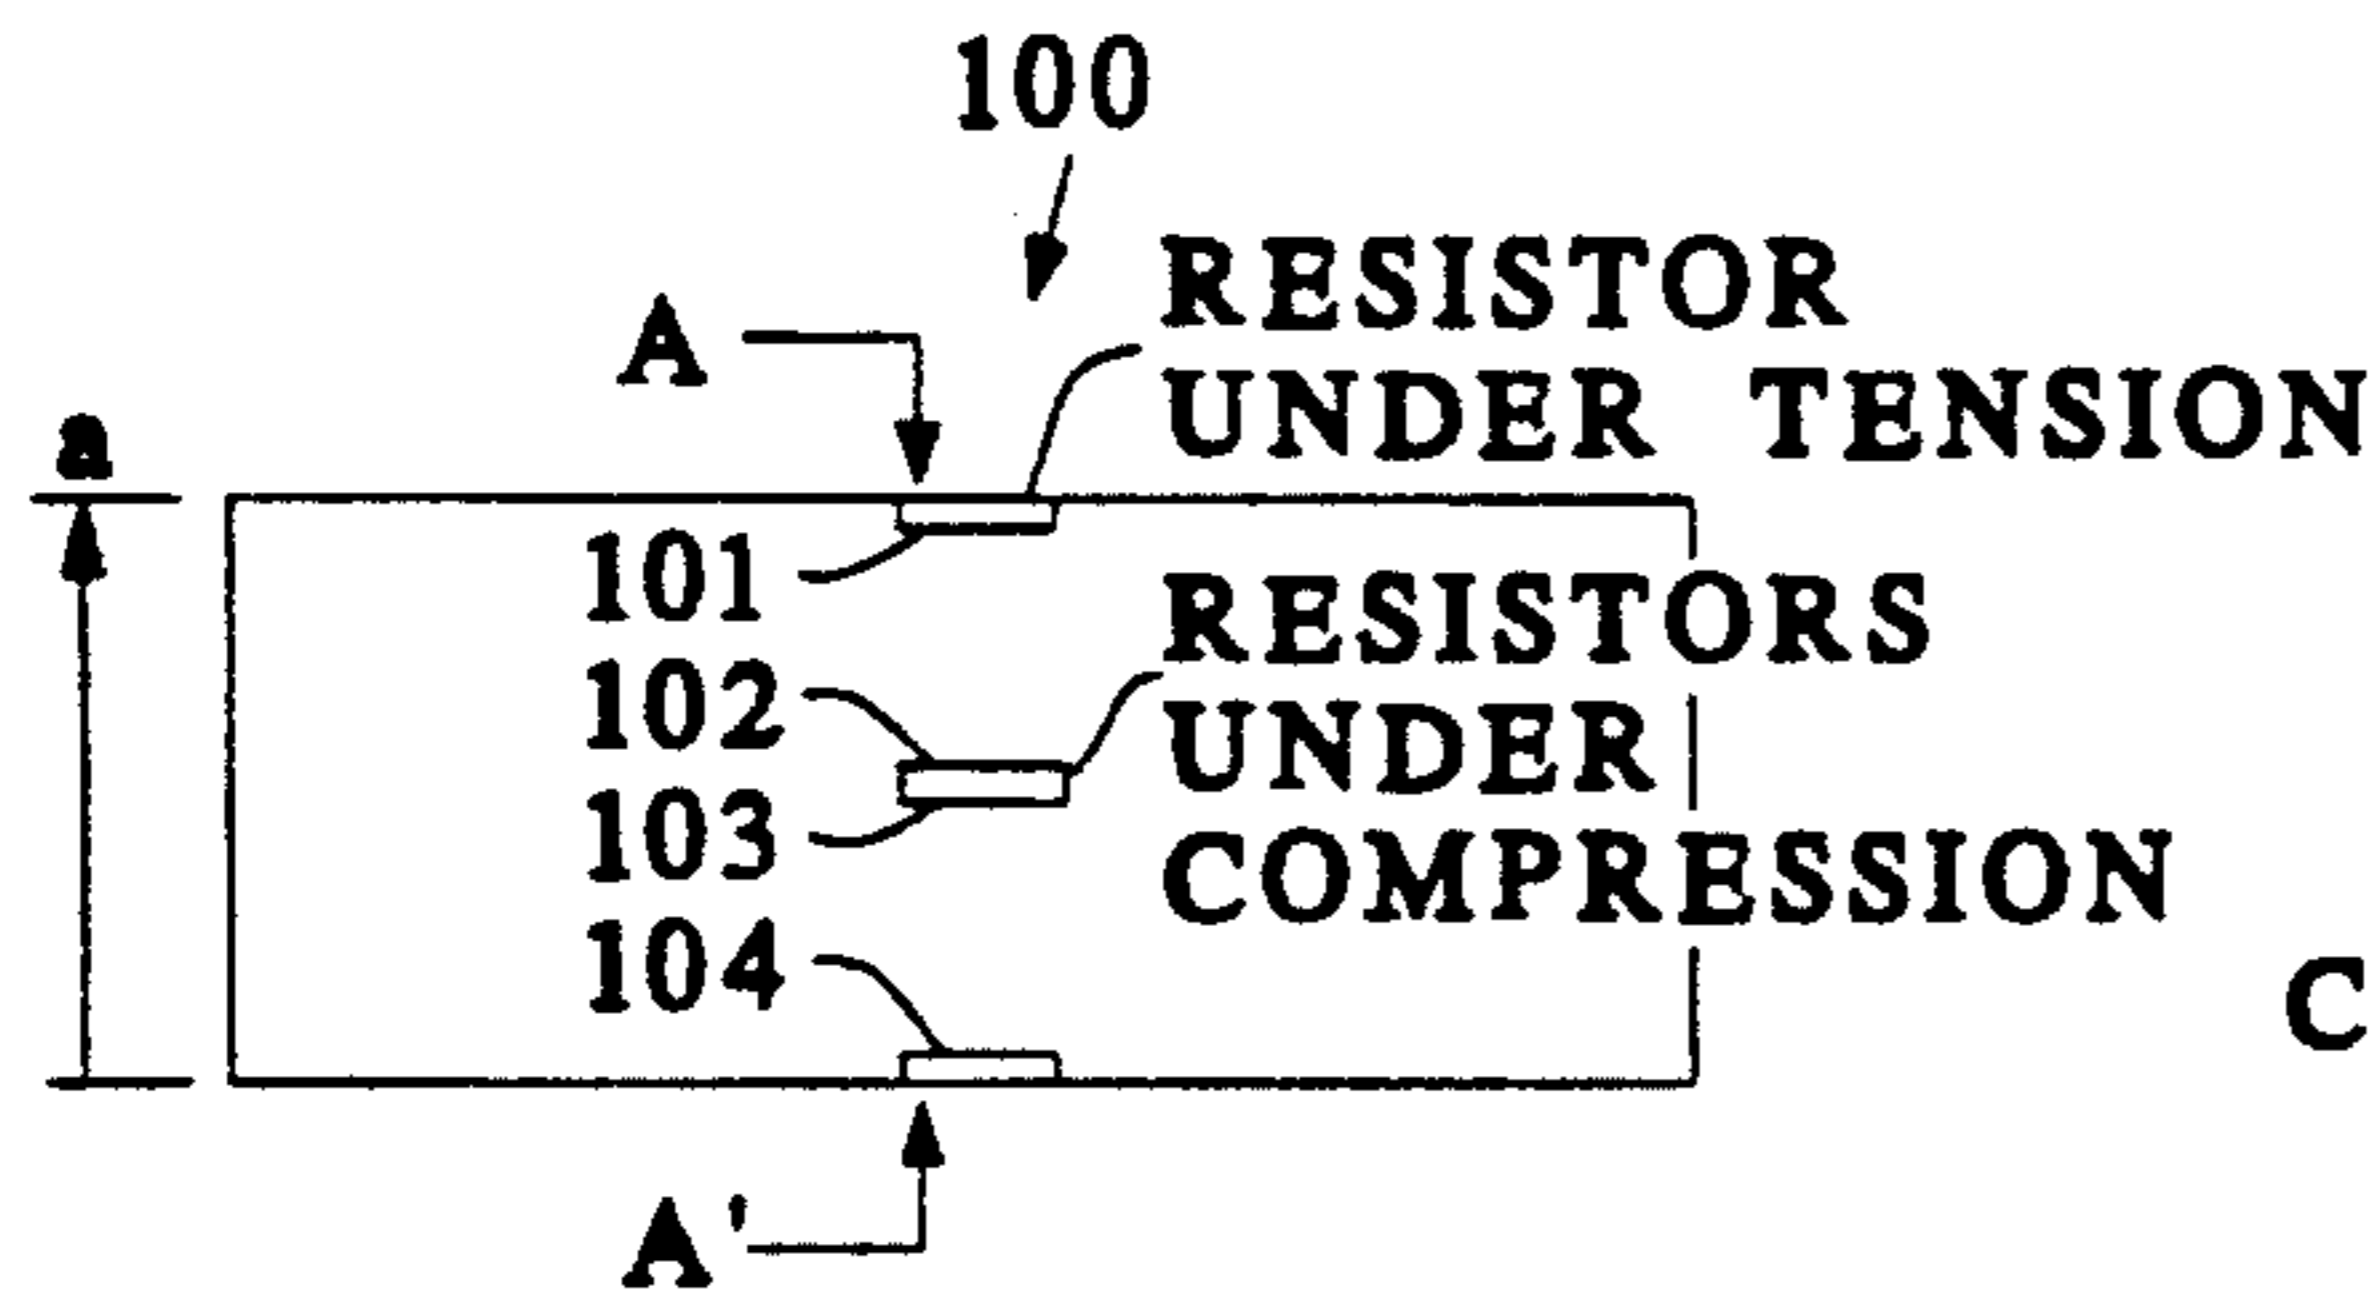 100
RESISTOR
A
UNDER TENSION
a
101
RESISTORS
102
UNDER
103
COMPRESSION
104
C
A'